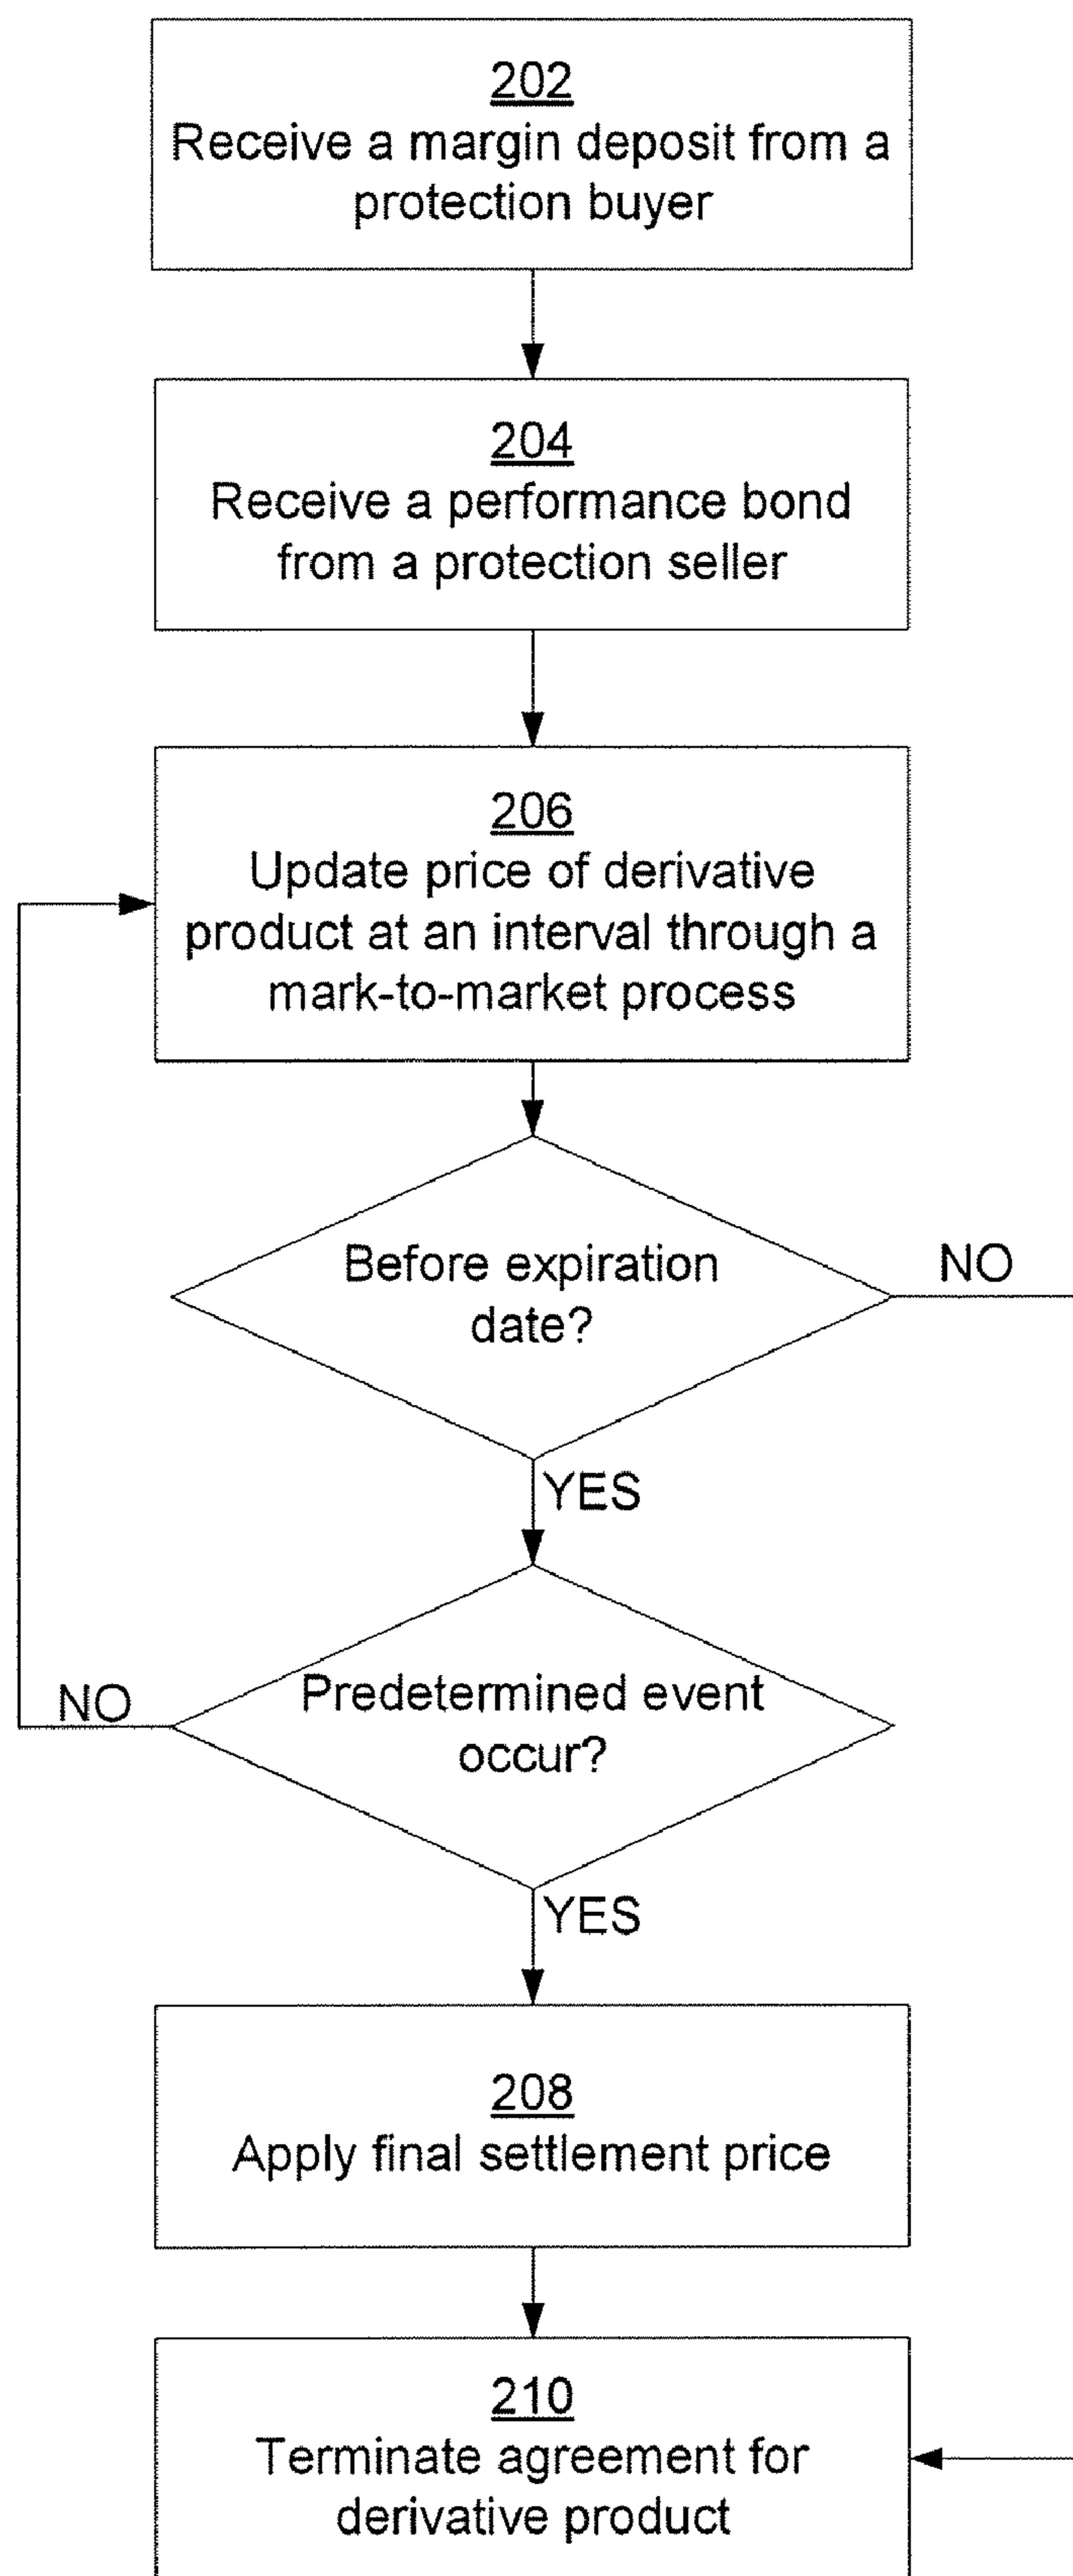 202
Receive a margin deposit from a
protection buyer
204
Receive a performance bond
from a protection seller
206
Update price of derivative
product at an interval through a
mark-to-market process
Before expiration
date?
NO
YES
Predetermined event
occur?
NO
YES
208
Apply final settlement price
210
Terminate agreement for
derivative product